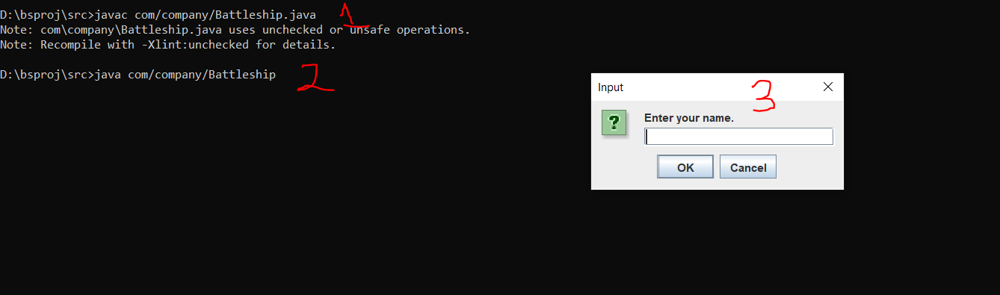 D:\bsproj\src>javac com/company/Battleship.java 1
Note: com\company\Battleship.java uses unchecked or unsafe operations.
Note: Recompile with -Xlint:unchecked for details.
D:\bsproj\src>java com/company/Battleship 2
Input 3
?
Enter your name.
OK Cancel